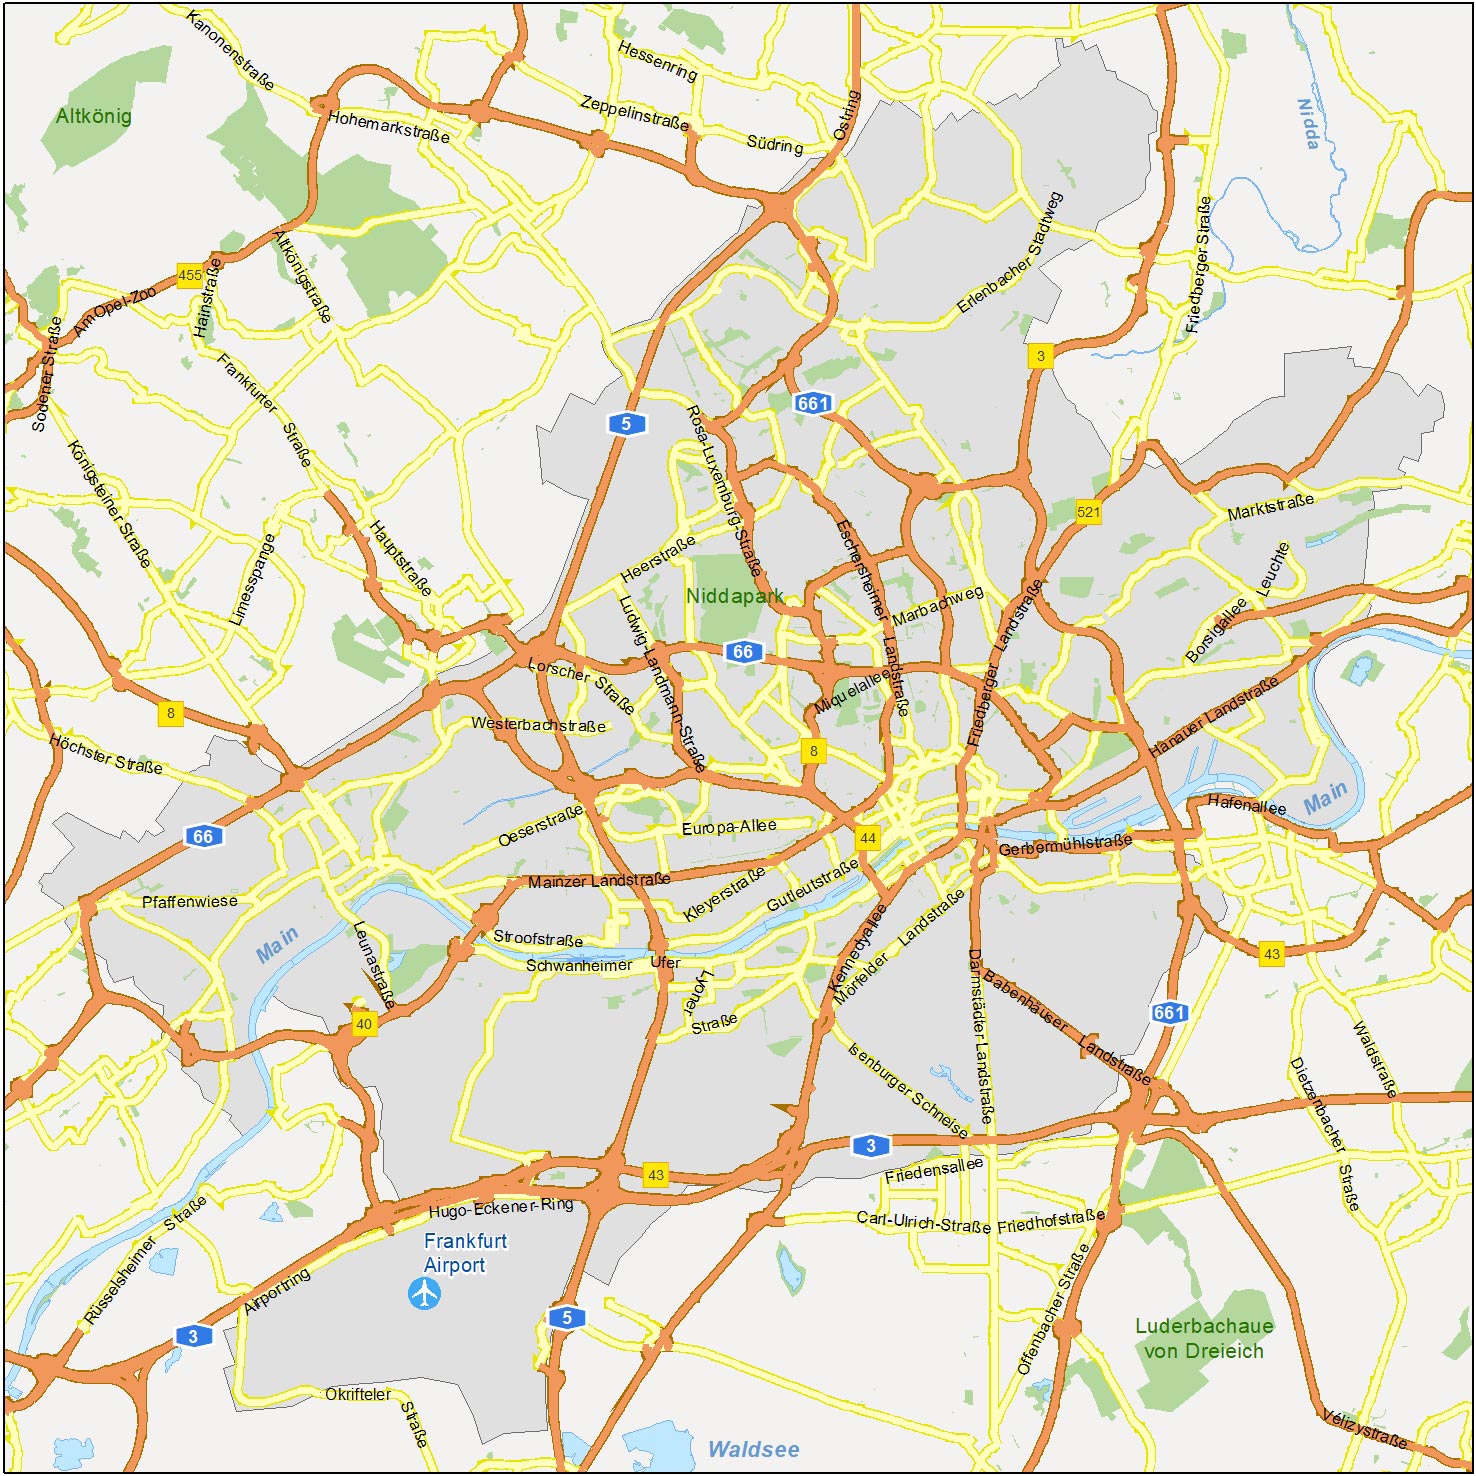 Kanonenstraße
Hessenring
Altkönig
Hohemarkstraße
Zeppelinstraße
Südring
Ostring
Nidda
455
Am Opel-Zoo
Hainstraße
Altkönigstraße
Erlenbacher Stadtweg
Friedberger Straße
Sodener Straße
Frankfurter Straße
3
5
661
Königsteiner Straße
Rosa-Luxemburg-Straße
521
Marktstraße
Hauptstraße
Limesspange
Heerstraße
Eschersheimer Landstraße
Niddapark
Marbachweg
Leuchte
Borsigallee
Ludwig-Landmann-Straße
66
Friedberger Landstraße
Lorscher Straße
Miquelallee
8
Westerbachstraße
Höchster Straße
8
Hanauer Landstraße
Main
Hafenallee
66
Oeserstraße
Europa-Allee
44
Gerbermühlstraße
Mainzer Landstraße
Kleyerstraße
Gutleutstraße
Pfaffenwiese
Main
Leunastraße
Stroofstraße
Schwanheimer Ufer
Lyoner Straße
Kennedyallee
Mörfelder Landstraße
Darmstädter Landstraße
Babenhäuser Landstraße
43
661
40
Isenburger Schneise
Waldstraße
Dietzenbacher Straße
3
43
Friedensallee
Hugo-Eckener-Ring
Carl-Ulrich-Straße
Friedhofstraße
Rüsselsheimer Straße
Frankfurt
Airport
Airportring
Offenbacher Straße
3
5
Luderbachaue
von Dreieich
Okrifteler Straße
Vélizystraße
Waldsee